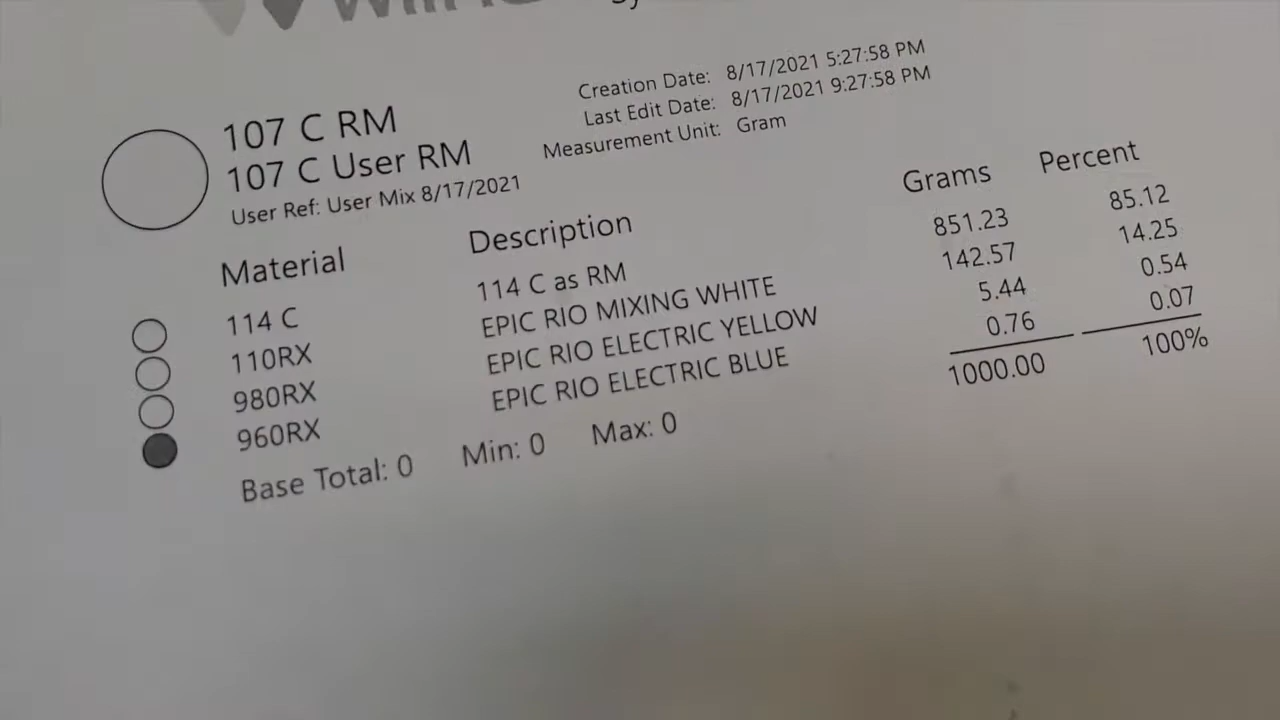 Creation Date: 8/17/2021 5:27:58 PM
Last Edit Date: 8/17/2021 9:27:58 PM
Measurement Unit: Gram
107 C RM
107 C User RM
User Ref: User Mix 8/17/2021
Material Description Grams Percent
114 C 114 C as RM 851.23 85.12
110RX EPIC RIO MIXING WHITE 142.57 14.25
980RX EPIC RIO ELECTRIC YELLOW 5.44 0.54
960RX EPIC RIO ELECTRIC BLUE 0.76 0.07
1000.00 100%
Base Total: 0 Min: 0 Max: 0